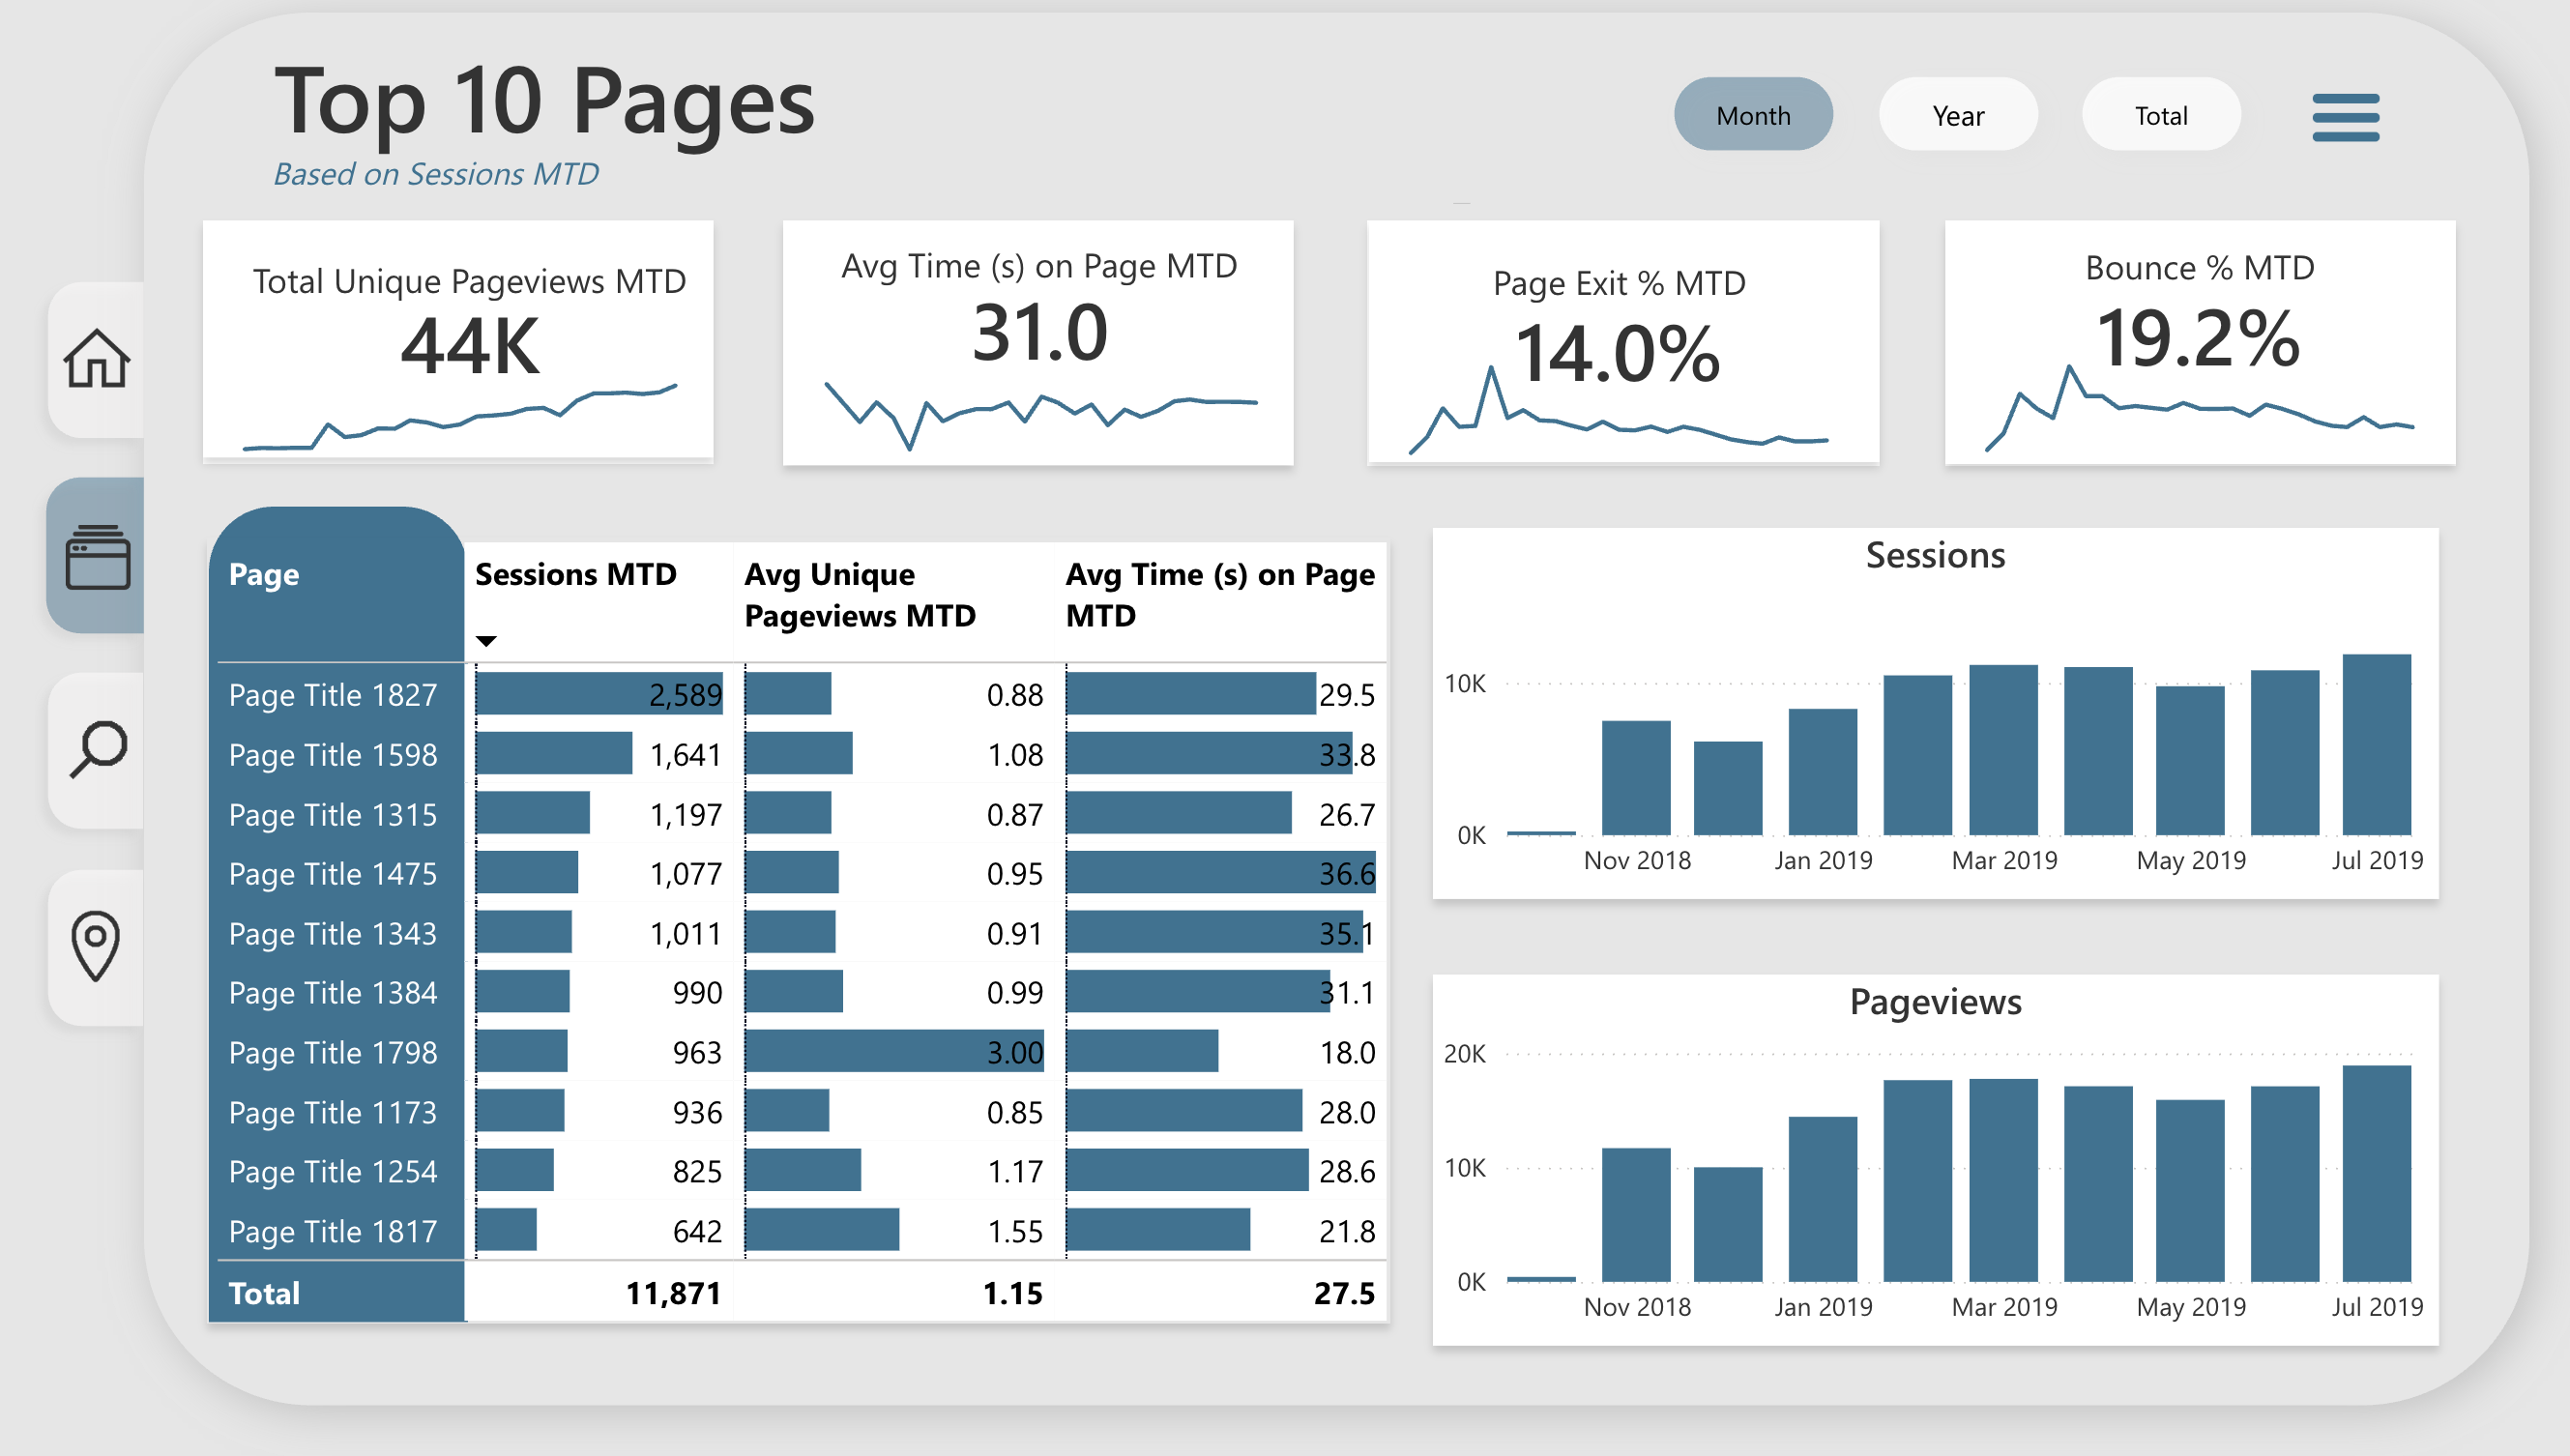 Top 10 Pages
Based on Sessions MTD
Month
Year
Total
Total Unique Pageviews MTD
44K
Avg Time (s) on Page MTD
31.0
Page Exit % MTD
14.0%
Bounce % MTD
19.2%
Page Sessions MTD Avg Unique Avg Time (s) on Page
Pageviews MTD MTD
Page Title 1827 2,589 0.88 29.5
Page Title 1598 1,641 1.08 33.8
Page Title 1315 1,197 0.87 26.7
Page Title 1475 1,077 0.95 36.6
Page Title 1343 1,011 0.91 35.1
Page Title 1384 990 0.99 31.1
Page Title 1798 963 3.00 18.0
Page Title 1173 936 0.85 28.0
Page Title 1254 825 1.17 28.6
Page Title 1817 642 1.55 21.8
Total 11,871 1.15 27.5
Sessions
10K
0K
Nov 2018 Jan 2019 Mar 2019 May 2019 Jul 2019
Pageviews
20K
10K
0K
Nov 2018 Jan 2019 Mar 2019 May 2019 Jul 2019